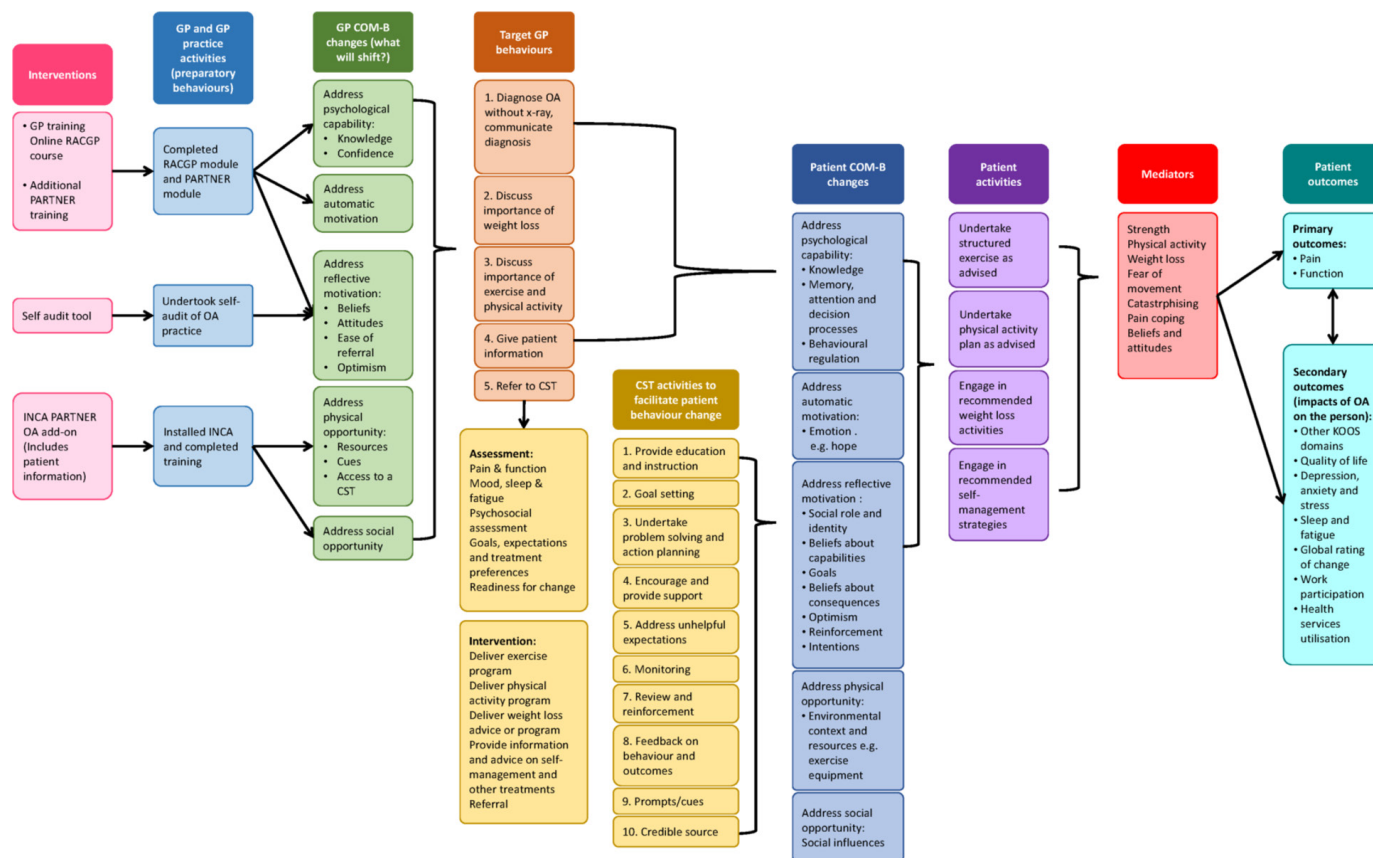 Interventions
• GP training
Online RACGP
course
• Additional
PARTNER
training
Self audit tool
INCA PARTNER
OA add-on
(Includes
patient
information)
GP and GP
practice
activities
(preparatory
behaviours)
Completed
RACGP module
and PARTNER
module
Undertook self-
audit of OA
practice
Installed INCA
and completed
training
GP COM-B
changes (what
will shift?)
Address
psychological
capability:
• Knowledge
• Confidence
Address
automatic
motivation
Address
reflective
motivation:
• Beliefs
• Attitudes
• Ease of
referral
• Optimism
Address
physical
opportunity:
• Resources
• Cues
• Access to a
CST
Address social
opportunity
Target GP
behaviours
1. Diagnose OA
without x-ray,
communicate
diagnosis
2. Discuss
importance of
weight loss
3. Discuss
importance of
exercise and
physical activity
4. Give patient
information
5. Refer to CST
Assessment:
Pain & function
Mood, sleep &
fatigue
Psychosocial
assessment
Goals, expectations
and treatment
preferences
Readiness for change
Intervention:
Deliver exercise
program
Deliver physical
activity program
Deliver weight loss
advice or program
Provide information
and advice on self-
management and
other treatments
Referral
CST activities to
facilitate patient
behaviour change
1. Provide education
and instruction
2. Goal setting
3. Undertake
problem solving and
action planning
4. Encourage and
provide support
5. Address unhelpful
expectations
6. Monitoring
7. Review and
reinforcement
8. Feedback on
behaviour and
outcomes
9. Prompts/cues
10. Credible source
Patient COM-B
changes
Address
psychological
capability:
• Knowledge
• Memory,
attention and
decision
processes
• Behavioural
regulation
Address
automatic
motivation:
• Emotion .
e.g. hope
Address reflective
motivation :
• Social role and
identity
• Beliefs about
capabilities
• Goals
• Beliefs about
consequences
• Optimism
• Reinforcement
• Intentions
Address physical
opportunity:
• Environmental
context and
resources e.g.
exercise
equipment
Address social
opportunity:
Social influences
Patient
activities
Undertake
structured
exercise as
advised
Undertake
physical activity
plan as advised
Engage in
recommended
weight loss
activities
Engage in
recommended
self-
management
strategies
Mediators
Strength
Physical activity
Weight loss
Fear of
movement
Catastrphising
Pain coping
Beliefs and
attitudes
Patient
outcomes
Primary
outcomes:
• Pain
• Function
Secondary
outcomes
(impacts of OA
on the person):
• Other KOOS
domains
• Quality of life
• Depression,
anxiety and
stress
• Sleep and
fatigue
• Global rating
of change
• Work
participation
• Health
services
utilisation